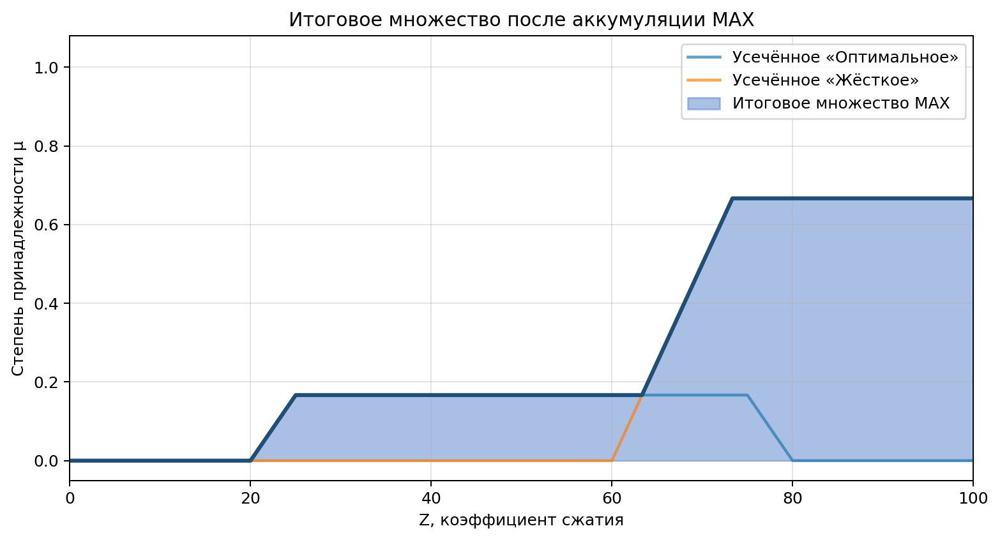 Итоговое множество после аккумуляции MAX
Усечённое «Оптимальное»
Усечённое «Жёсткое»
Итоговое множество MAX
Степень принадлежности μ
1.0
0.8
0.6
0.4
0.2
0.0
0 20 40 60 80 100
Z, коэффициент сжатия